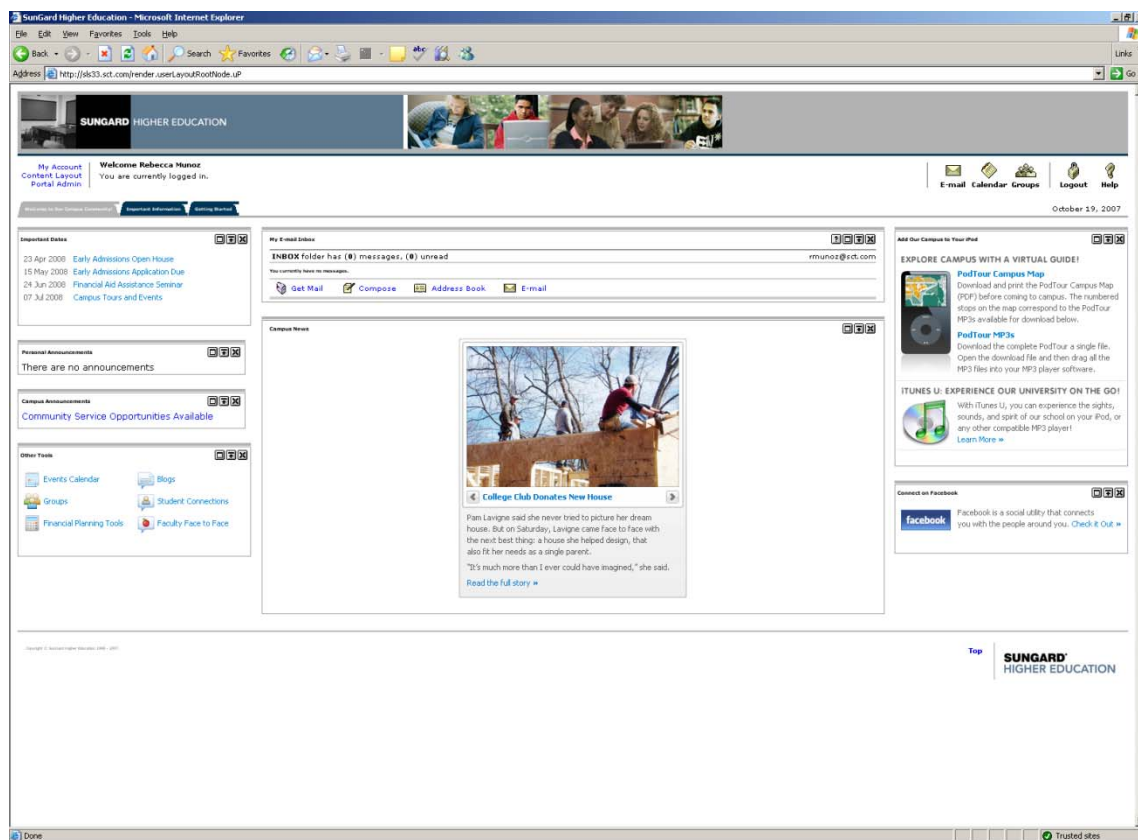 SunGard Higher Education - Microsoft Internet Explorer
File Edit View Favorites Tools Help
Back Search Favorites Links
Address http://sls33.sct.com/render.userLayoutRootNode.uP Go
SUNGARD HIGHER EDUCATION
My Account
Content Layout
Portal Admin
Welcome Rebecca Munoz
You are currently logged in.
E-mail Calendar Groups Logout Help
Welcome to Our Campus Community! Important Information Getting Started
October 19, 2007
Important Dates
23 Apr 2008 Early Admissions Open House
15 May 2008 Early Admissions Application Due
24 Jun 2008 Financial Aid Assistance Seminar
07 Jul 2008 Campus Tours and Events
Personal Announcements
There are no announcements
Campus Announcements
Community Service Opportunities Available
Other Tools
Events Calendar Blogs
Groups Student Connections
Financial Planning Tools Faculty Face to Face
My E-mail Inbox
INBOX folder has (0) messages, (0) unread rmunoz@sct.com
You currently have no messages.
Get Mail Compose Address Book E-mail
Campus News
College Club Donates New House
Pam Lavigne said she never tried to picture her dream
house. But on Saturday, Lavigne came face to face with
the next best thing: a house she helped design, that
also fit her needs as a single parent.
"It's much more than I ever could have imagined," she said.
Read the full story »
Add Our Campus to Your iPod
EXPLORE CAMPUS WITH A VIRTUAL GUIDE!
PodTour Campus Map
Download and print the PodTour Campus Map
(PDF) before coming to campus. The numbered
stops on the map correspond to the PodTour
MP3s available for download below.
PodTour MP3s
Download the complete PodTour a single file.
Open the download file and then drag all the
MP3 files into your MP3 player software.
iTUNES U: EXPERIENCE OUR UNIVERSITY ON THE GO!
With iTunes U, you can experience the sights,
sounds, and spirit of our school on your iPod, or
any other compatible MP3 player!
Learn More »
Connect on Facebook
facebook
Facebook is a social utility that connects
you with the people around you. Check it Out »
Copyright © SunGard Higher Education 1998 - 2007.
Top
SUNGARD'
HIGHER EDUCATION
Done Trusted sites